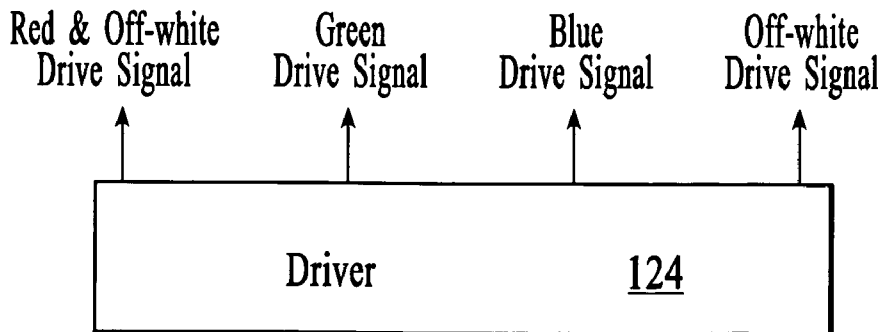 Red & Off-white
Drive Signal
Green
Drive Signal
Blue
Drive Signal
Off-white
Drive Signal
Driver
124